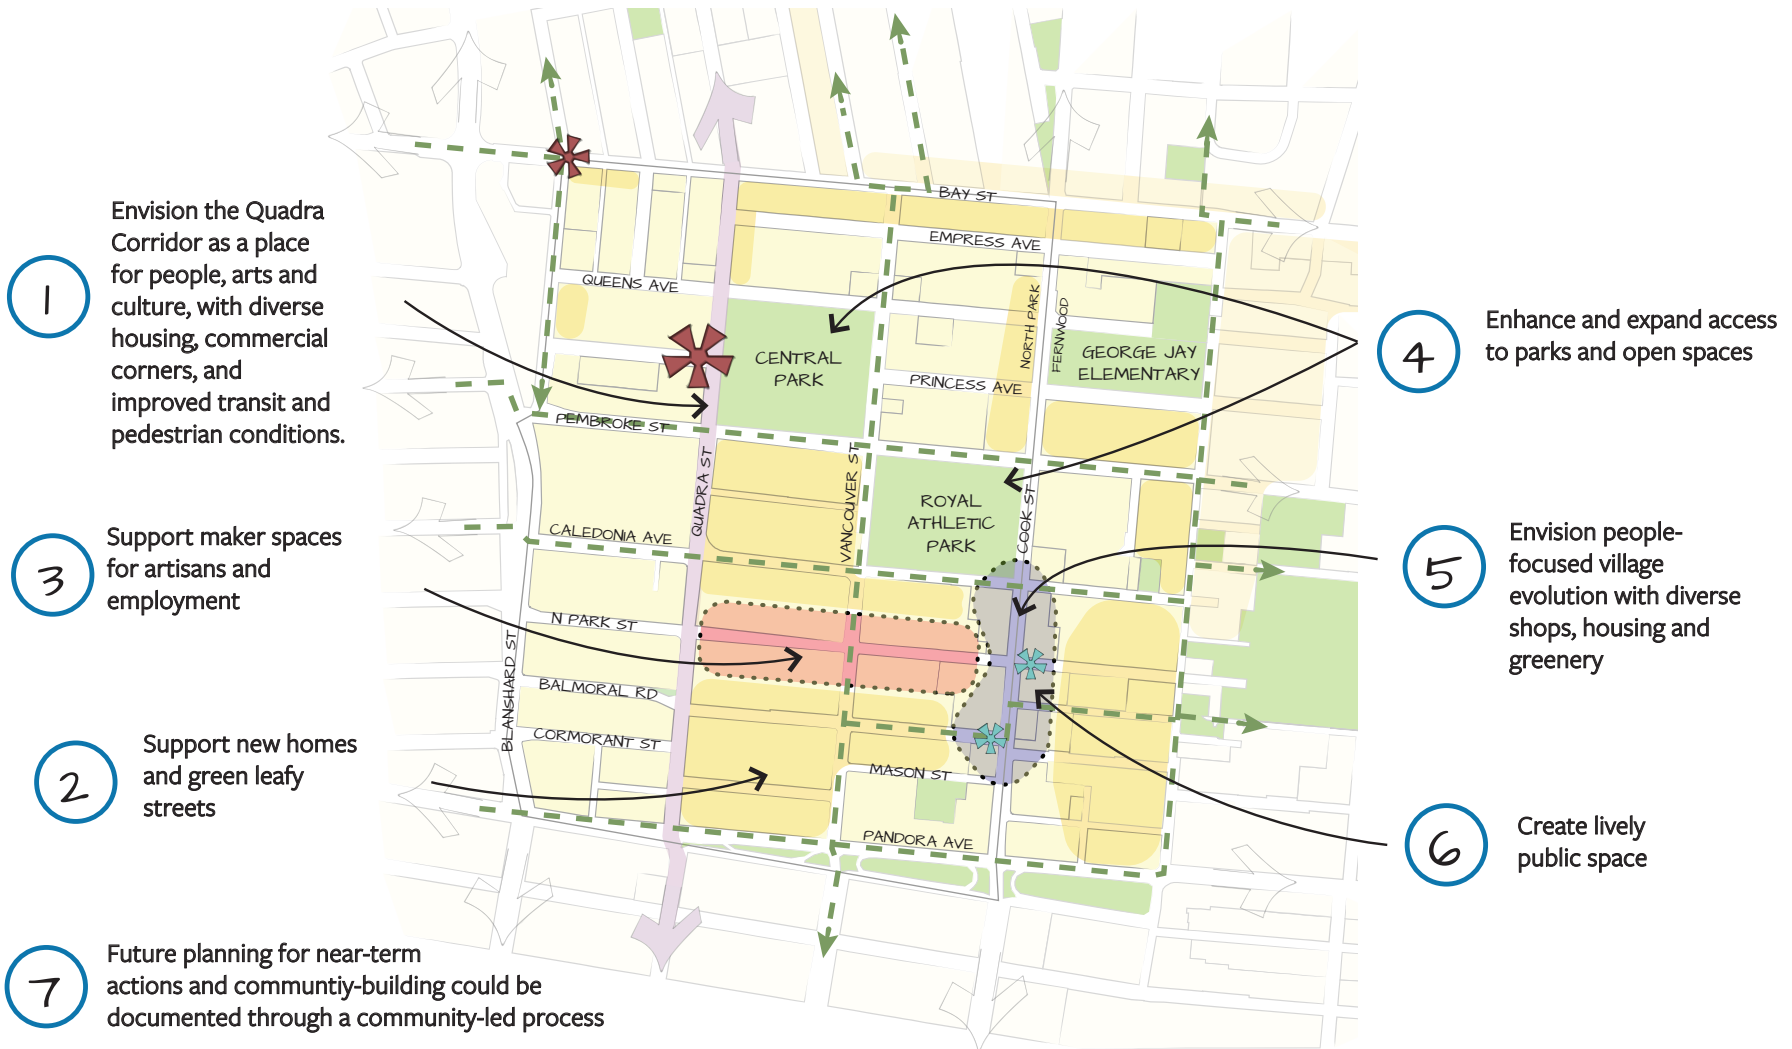 1
Envision the Quadra
Corridor as a place
for people, arts and
culture, with diverse
housing, commercial
corners, and
improved transit and
pedestrian conditions.
3
Support maker spaces
for artisans and
employment
2
Support new homes
and green leafy
streets
7
Future planning for near-term
actions and communtiy-building could be
documented through a community-led process
BAY ST
EMPRESS AVE
QUEENS AVE
NORTH PARK
FERNWOOD
CENTRAL
PARK
GEORGE JAY
ELEMENTARY
PRINCESS AVE
PEMBROKE ST
QUADRA ST
VANCOUVER ST
ROYAL
ATHLETIC
PARK
COOK ST
CALEDONIA AVE
N PARK ST
BLANSHARD ST
BALMORAL RD
CORMORANT ST
MASON ST
PANDORA AVE
4
Enhance and expand access
to parks and open spaces
5
Envision people-
focused village
evolution with diverse
shops, housing and
greenery
6
Create lively
public space